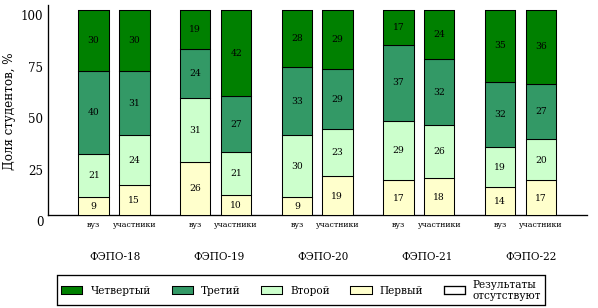 Доля студентов, %
100
75
50
25
0
30 30 19 42 28 29 17 24 35 36
40 31 24 27 33 29 37 32 32 27
21 24 31 21 30 23 29 26 19 20
9 15 26 10 9 19 17 18 14 17
вуз участники вуз участники вуз участники вуз участники вуз участники
ФЭПО-18 ФЭПО-19 ФЭПО-20 ФЭПО-21 ФЭПО-22
Четвертый Третий Второй Первый Результаты
отсутствуют